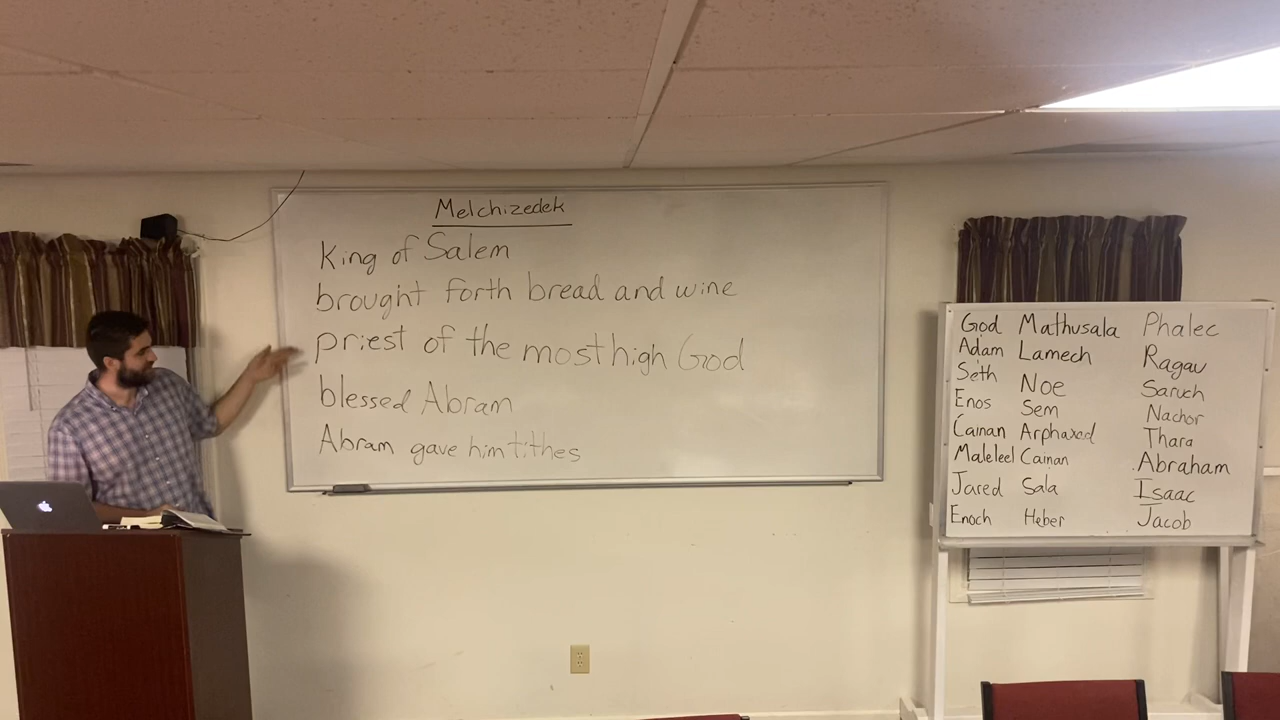 Melchizedek
King of Salem
brought forth bread and wine
priest of the most high God
blessed Abram
Abram gave him tithes
God Mathusala Phalec
Adam Lamech Ragau
Seth Noe Saruch
Enos Sem Nachor
Cainan Arphaxad Thara
Maleleel Cainan Abraham
Jared Sala Isaac
Enoch Heber Jacob